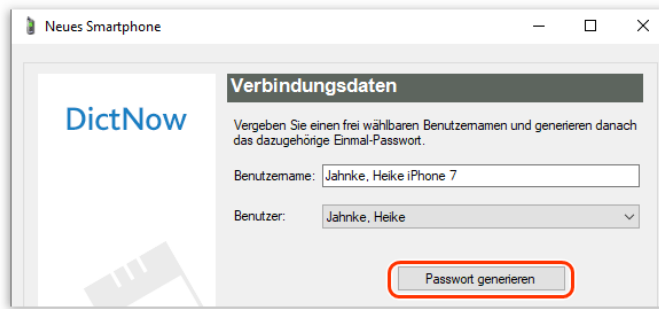 Neues Smartphone
DictNow
Verbindungsdaten
Vergeben Sie einen frei wählbaren Benutzernamen und generieren danach
das dazugehörige Einmal-Passwort.
Benutzername: Jahnke, Heike iPhone 7
Benutzer: Jahnke, Heike
Passwort generieren